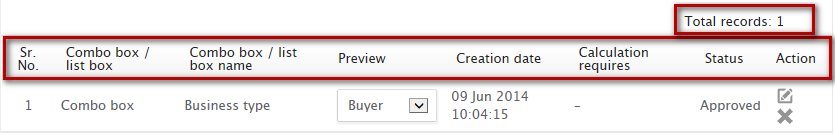 Total records: 1
Sr. No. Combo box / list box Combo box / list box name Preview Creation date Calculation requires Status Action
1 Combo box Business type Buyer 09 Jun 2014 10:04:15 – Approved